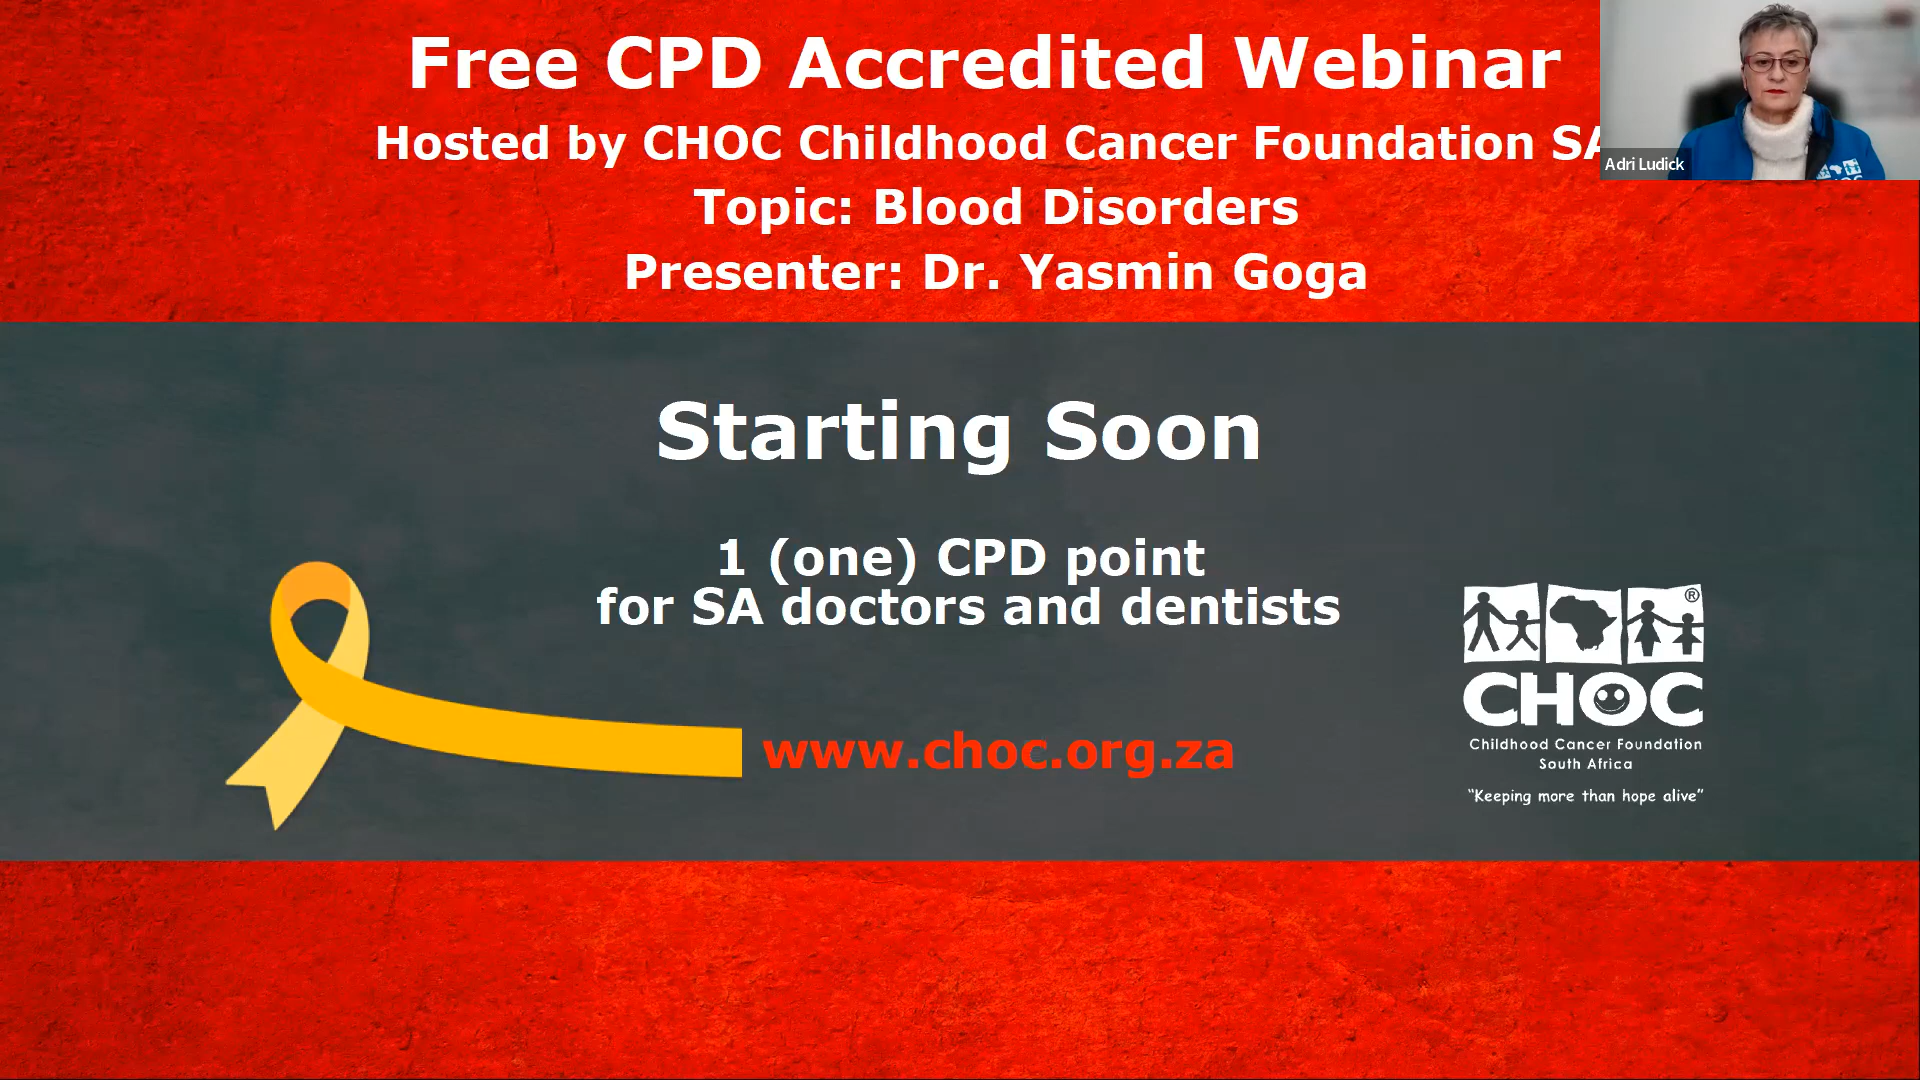 Free CPD Accredited Webinar
Hosted by CHOC Childhood Cancer Foundation SA
Topic: Blood Disorders
Presenter: Dr. Yasmin Goga
Adri Ludick
Starting Soon
1 (one) CPD point
for SA doctors and dentists
www.choc.org.za
®
CHOC
Childhood Cancer Foundation
South Africa
"Keeping more than hope alive"